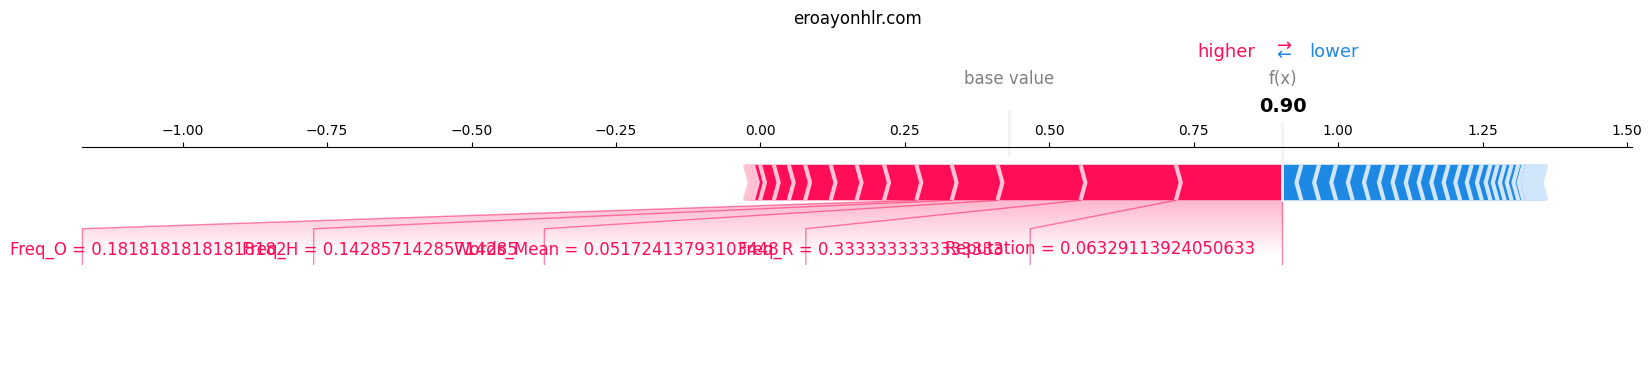 eroayonhlr.com
higher → ← lower
base value f(x)
0.90
−1.00 −0.75 −0.50 −0.25 0.00 0.25 0.50 0.75 1.00 1.25 1.50
Freq_O = 0.18181818181818182 Freq_H = 0.14285714285714285 Words_Mean = 0.05172413793103448 Freq_R = 0.3333333333333333 Reputation = 0.06329113924050633